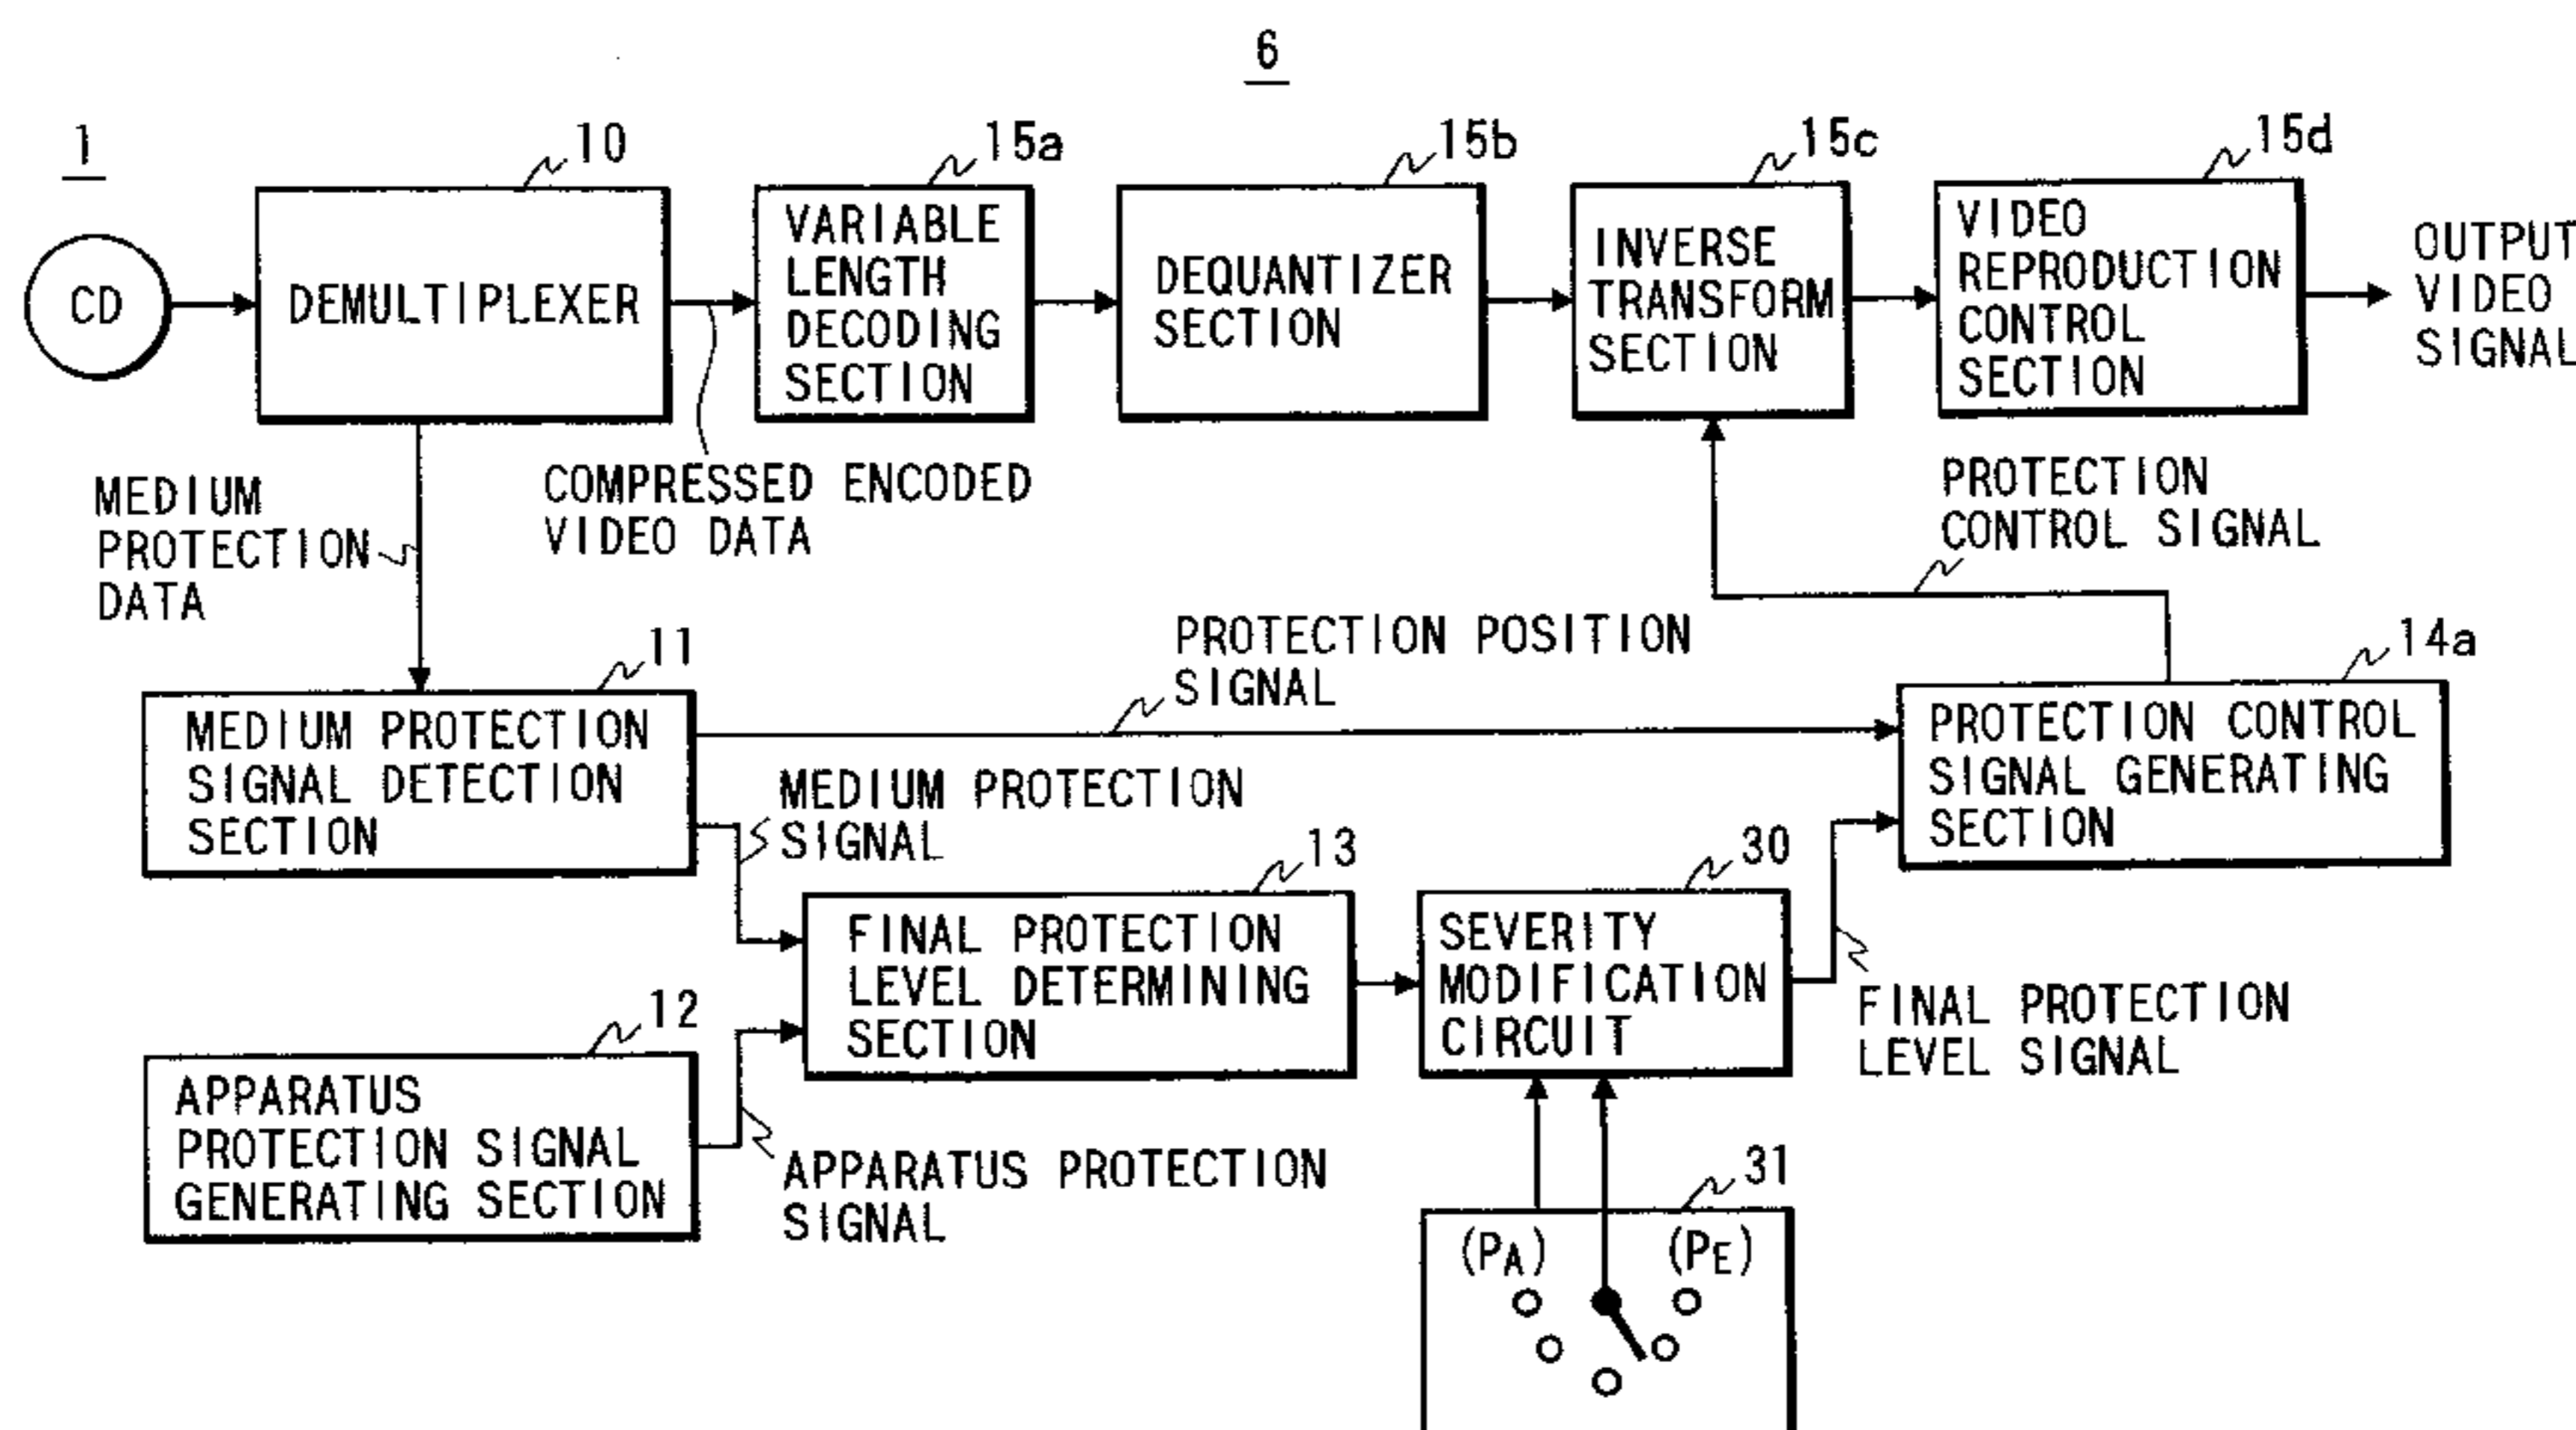 6
1
10
15a
15b
15c
15d
CD
DEMULTIPLEXER
VARIABLE
LENGTH
DECODING
SECTION
DEQUANTIZER
SECTION
INVERSE
TRANSFORM
SECTION
VIDEO
REPRODUCTION
CONTROL
SECTION
OUTPUT
VIDEO
SIGNAL
MEDIUM
PROTECTION
DATA
COMPRESSED ENCODED
VIDEO DATA
PROTECTION
CONTROL SIGNAL
11
PROTECTION POSITION
SIGNAL
14a
MEDIUM PROTECTION
SIGNAL DETECTION
SECTION
PROTECTION CONTROL
SIGNAL GENERATING
SECTION
MEDIUM PROTECTION
SIGNAL
13
30
FINAL PROTECTION
LEVEL DETERMINING
SECTION
SEVERITY
MODIFICATION
CIRCUIT
FINAL PROTECTION
LEVEL SIGNAL
12
APPARATUS
PROTECTION SIGNAL
GENERATING SECTION
APPARATUS PROTECTION
SIGNAL
31
(PA)
(PE)